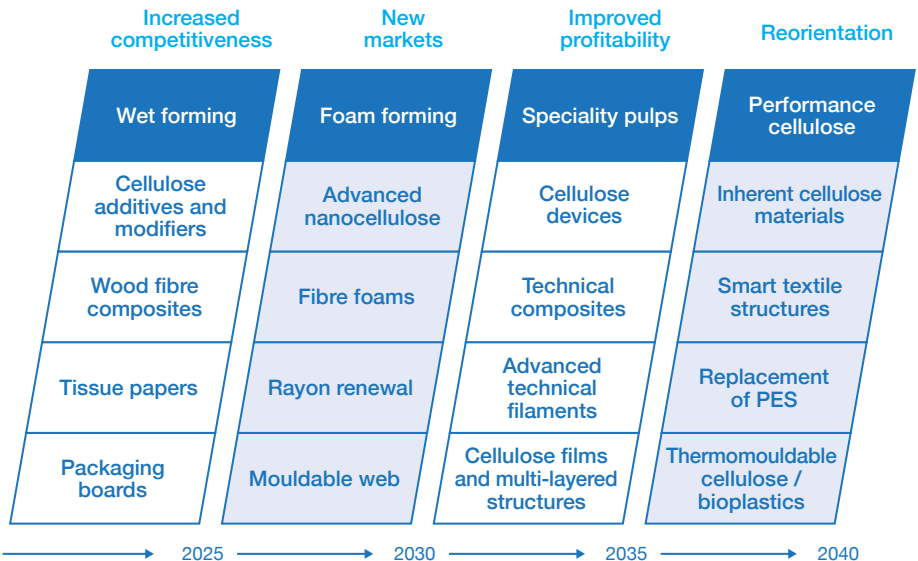 Increased
competitiveness
New
markets
Improved
profitability
Reorientation
Wet forming
Foam forming
Speciality pulps
Performance
cellulose
Cellulose
additives and
modifiers
Advanced
nanocellulose
Cellulose
devices
Inherent cellulose
materials
Wood fibre
composites
Fibre foams
Technical
composites
Smart textile
structures
Tissue papers
Rayon renewal
Advanced
technical
filaments
Replacement
of PES
Packaging
boards
Mouldable web
Cellulose films
and multi-layered
structures
Thermomouldable
cellulose /
bioplastics
2025
2030
2035
2040